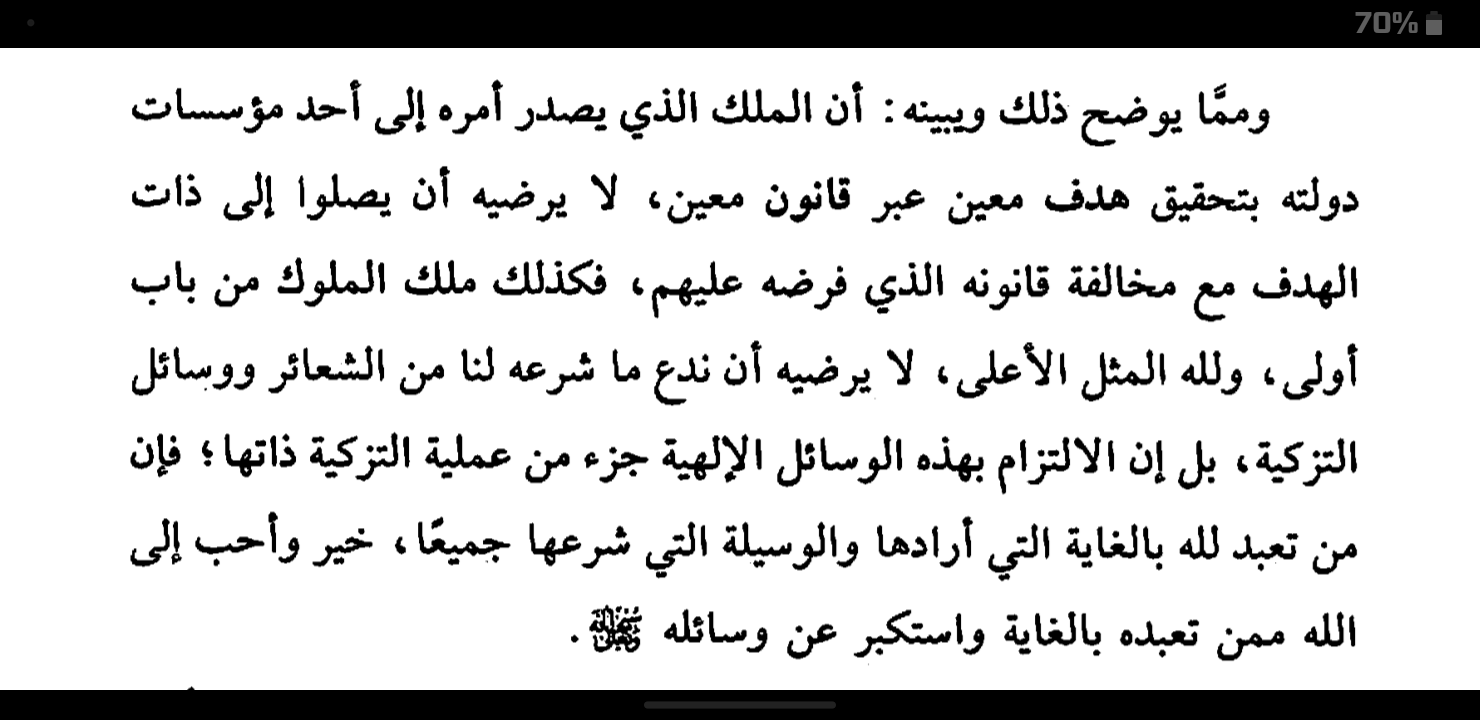 70%
وممَّا يوضح ذلك ويبينه: أن الملك الذي يصدر أمره إلى أحد مؤسسات
دولته بتحقيق هدف معين عبر قانون معين، لا يرضيه أن يصلوا إلى ذات
الهدف مع مخالفة قانونه الذي فرضه عليهم، فكذلك ملك الملوك من باب
أولى، ولله المثل الأعلى، لا يرضيه أن ندع ما شرعه لنا من الشعائر ووسائل
التزكية، بل إن الالتزام بهذه الوسائل الإلهية جزء من عملية التزكية ذاتها؛ فإن
من تعبد لله بالغاية التي أرادها والوسيلة التي شرعها جميعًا، خير وأحب إلى
الله ممن تعبده بالغاية واستكبر عن وسائله .